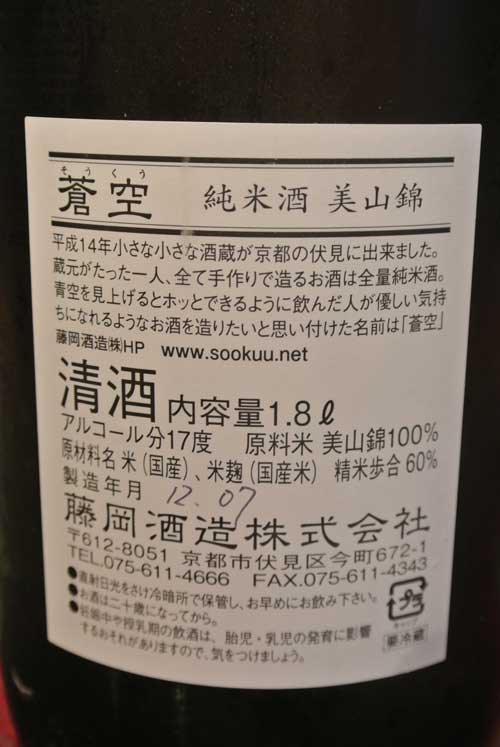 そうくう
蒼空 純米酒 美山錦
平成14年小さな小さな酒蔵が京都の伏見に出来ました。
蔵元がたった一人、全て手作りで造るお酒は全量純米酒。
青空を見上げるとホッとできるように飲んだ人が優しい気持
ちになれるようなお酒を造りたいと思い付けた名前は「蒼空」
藤岡酒造㈱HP www.sookuu.net
清酒 内容量1.8ℓ
アルコール分17度 原料米 美山錦100%
原材料名 米(国産)、米麹(国産米) 精米歩合 60%
製造年月 12.07
藤岡酒造株式会社
〒612-8051 京都市伏見区今町672-1
TEL.075-611-4666 FAX.075-611-4343
●直射日光をさけ冷暗所で保管し、お早めにお飲み下さい。
●お酒は二十歳になってから。
●妊娠中や授乳期の飲酒は、胎児・乳児の発育に影響
するおそれがありますので、気をつけましょう。
キャップ
要冷蔵